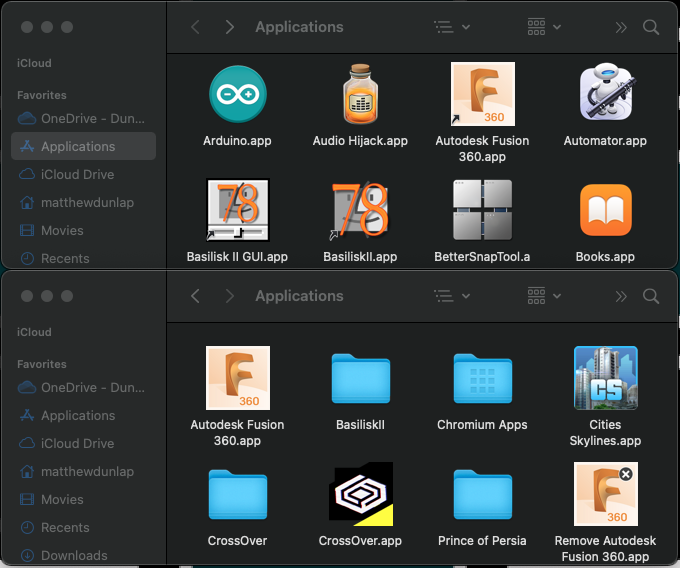 Applications
iCloud
Favorites
OneDrive - Dun...
Applications
iCloud Drive
matthewdunlap
Movies
Recents
Arduino.app
Audio Hijack.app
360
Autodesk Fusion
360.app
Automator.app
78
Basilisk II GUI.app
78
BasiliskII.app
BetterSnapTool.a
Books.app
Applications
iCloud
Favorites
OneDrive - Dun...
Applications
iCloud Drive
matthewdunlap
Movies
Recents
Downloads
360
Autodesk Fusion
360.app
BasiliskII
Chromium Apps
CS
Cities
Skylines.app
CrossOver
CrossOver.app
Prince of Persia
360
Remove Autodesk
Fusion 360.app